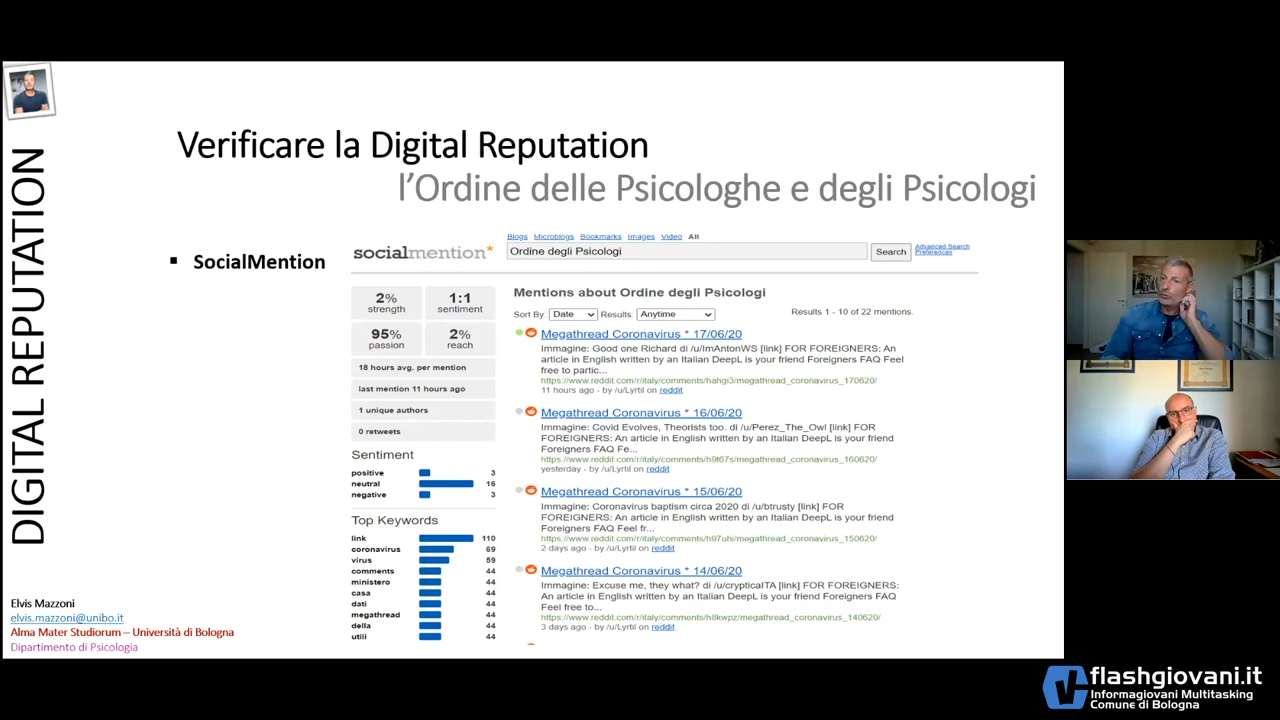 DIGITAL REPUTATION
Verificare la Digital Reputation
l'Ordine delle Psicologhe e degli Psicologi
▪ SocialMention
socialmention*
Blogs Microblogs Bookmarks Images Video All
Ordine degli Psicologi
Search
Advanced Search
Preferences
2%
strength
1:1
sentiment
95%
passion
2%
reach
18 hours avg. per mention
last mention 11 hours ago
1 unique authors
0 retweets
Sentiment
positive 3
neutral 16
negative 3
Top Keywords
link 110
coronavirus 69
virus 59
comments 44
ministero 44
casa 44
dati 44
megathread 44
della 44
utili 44
Mentions about Ordine degli Psicologi
Sort By: Date Results: Anytime
Results 1 - 10 of 22 mentions.
Megathread Coronavirus * 17/06/20
Immagine: Good one Richard di /u/ImAntonWS [link] FOR FOREIGNERS: An
article in English written by an Italian DeepL is your friend Foreigners FAQ Feel
free to partic...
https://www.reddit.com/r/italy/comments/hahgi3/megathread_coronavirus_170620/
11 hours ago - by /u/Lyrtil on reddit
Megathread Coronavirus * 16/06/20
Immagine: Covid Evolves, Theorists too. di /u/Perez_The_Owl [link] FOR
FOREIGNERS: An article in English written by an Italian DeepL is your friend
Foreigners FAQ Fe...
https://www.reddit.com/r/italy/comments/h9t67s/megathread_coronavirus_160620/
yesterday - by /u/Lyrtil on reddit
Megathread Coronavirus * 15/06/20
Immagine: Coronavirus baptism circa 2020 di /u/btrusty [link] FOR
FOREIGNERS: An article in English written by an Italian DeepL is your friend
Foreigners FAQ Feel fr...
https://www.reddit.com/r/italy/comments/h97uhi/megathread_coronavirus_150620/
2 days ago - by /u/Lyrtil on reddit
Megathread Coronavirus * 14/06/20
Immagine: Excuse me, they what? di /u/crypticaITA [link] FOR FOREIGNERS:
An article in English written by an Italian DeepL is your friend Foreigners FAQ
Feel free to...
https://www.reddit.com/r/italy/comments/h8kwpz/megathread_coronavirus_140620/
3 days ago - by /u/Lyrtil on reddit
Elvis Mazzoni
elvis.mazzoni@unibo.it
Alma Mater Studiorum – Università di Bologna
Dipartimento di Psicologia
flashgiovani.it
Informagiovani Multitasking
Comune di Bologna